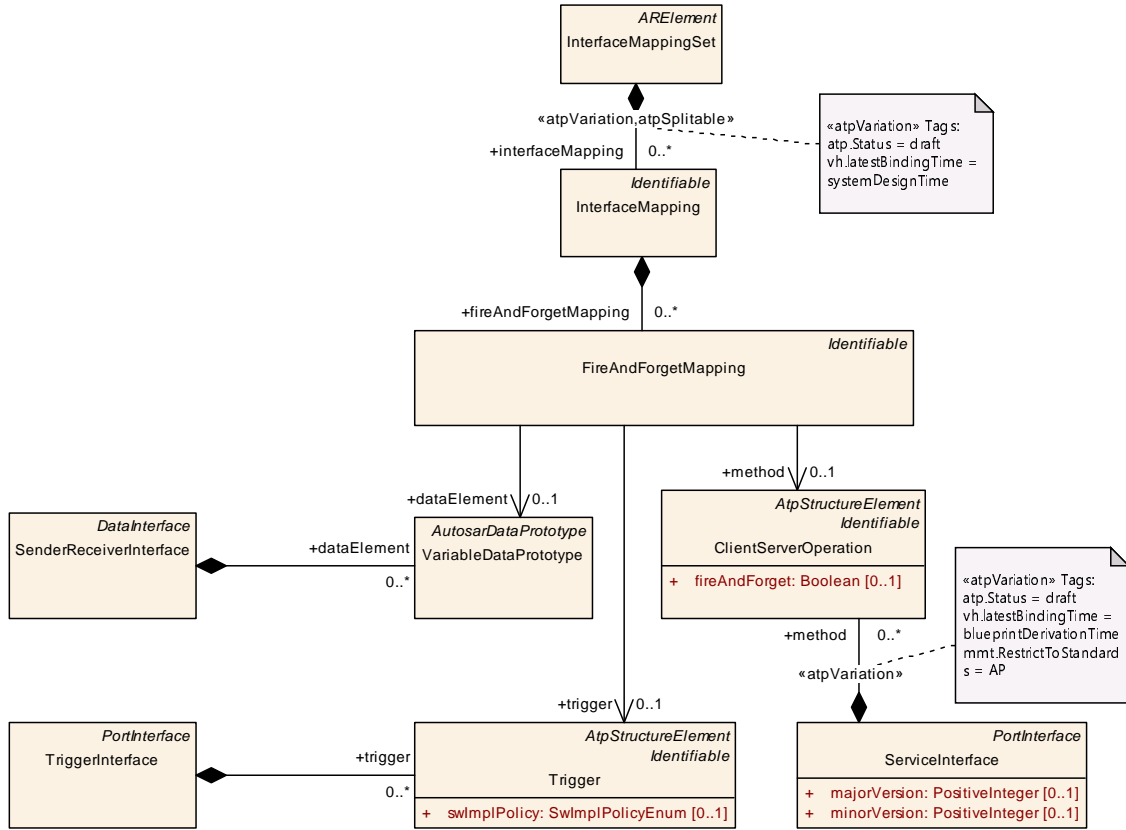 ARElement
InterfaceMappingSet
«atpVariation,atpSplitable»
+interfaceMapping 0..*
«atpVariation» Tags:
atp.Status = draft
vh.latestBindingTime =
systemDesignTime
Identifiable
InterfaceMapping
+fireAndForgetMapping 0..*
Identifiable
FireAndForgetMapping
+dataElement 0..1
+method 0..1
+trigger 0..1
DataInterface
SenderReceiverInterface
+dataElement
0..*
AutosarDataPrototype
VariableDataPrototype
AtpStructureElement
Identifiable
ClientServerOperation
+ fireAndForget: Boolean [0..1]
+method 0..*
«atpVariation»
«atpVariation» Tags:
atp.Status = draft
vh.latestBindingTime =
blueprintDerivationTime
mmt.RestrictToStandard
s = AP
PortInterface
TriggerInterface
+trigger
0..*
AtpStructureElement
Identifiable
Trigger
+ swImplPolicy: SwImplPolicyEnum [0..1]
PortInterface
ServiceInterface
+ majorVersion: PositiveInteger [0..1]
+ minorVersion: PositiveInteger [0..1]